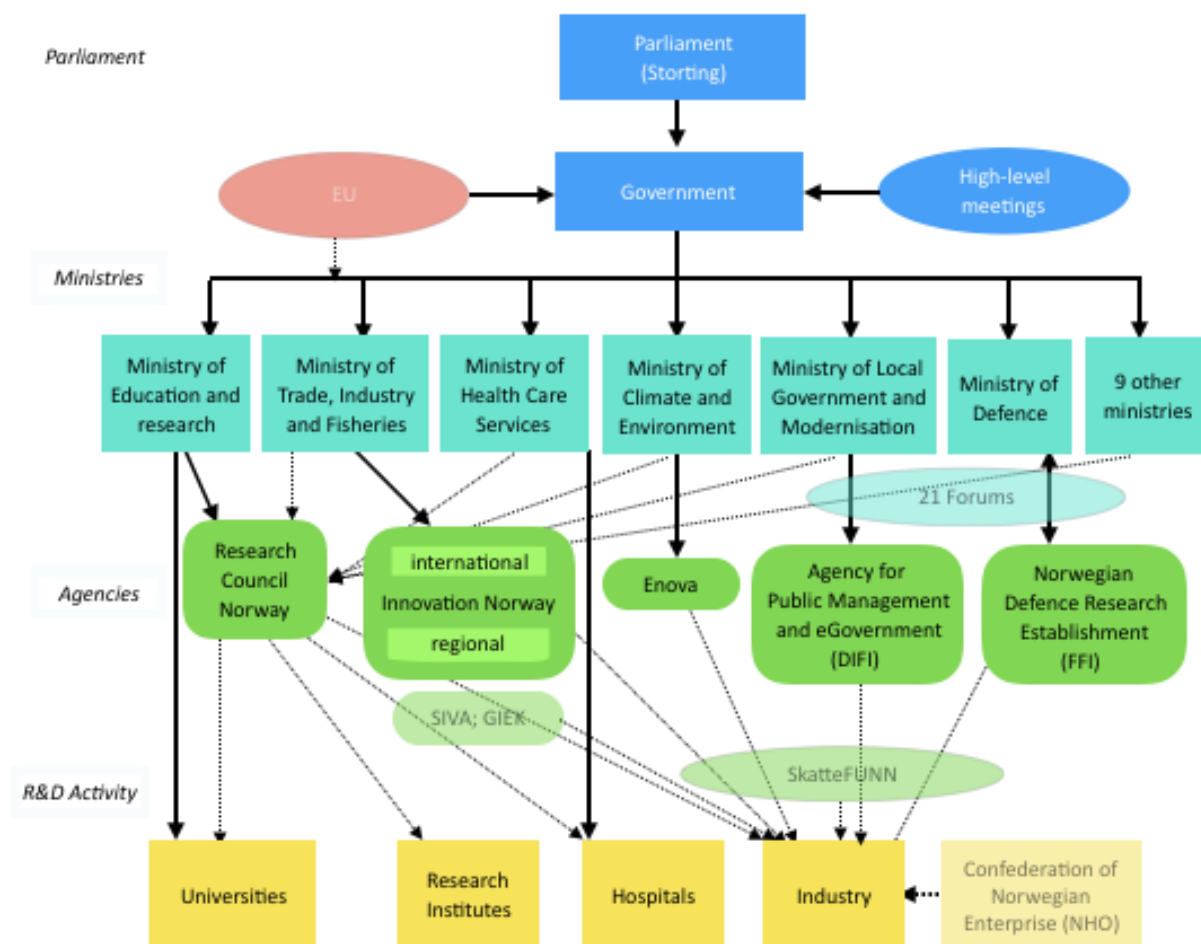 Parliament
Parliament
(Storting)
EU
Government
High-level
meetings
Ministries
Ministry of
Education and
research
Ministry of
Trade, Industry
and Fisheries
Ministry of
Health Care
Services
Ministry of
Climate and
Environment
Ministry of Local
Government and
Modernisation
Ministry of
Defence
9 other
ministries
21 Forums
Agencies
Research
Council
Norway
international
Innovation Norway
regional
Enova
Agency for
Public Management
and eGovernment
(DIFI)
Norwegian
Defence Research
Establishment
(FFI)
SIVA; GIEK
SkatteFUNN
R&D Activity
Universities
Research
Institutes
Hospitals
Industry
Confederation of
Norwegian
Enterprise (NHO)